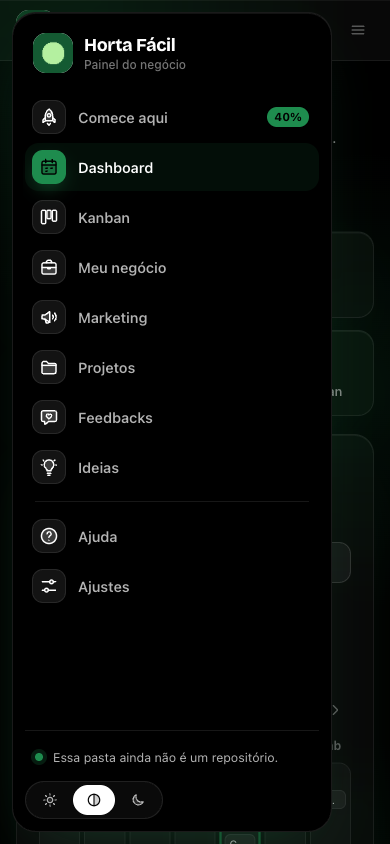 Horta Fácil
Painel do negócio
Comece aqui
40%
Dashboard
Kanban
Meu negócio
Marketing
Projetos
Feedbacks
Ideias
Ajuda
Ajustes
Essa pasta ainda não é um repositório.